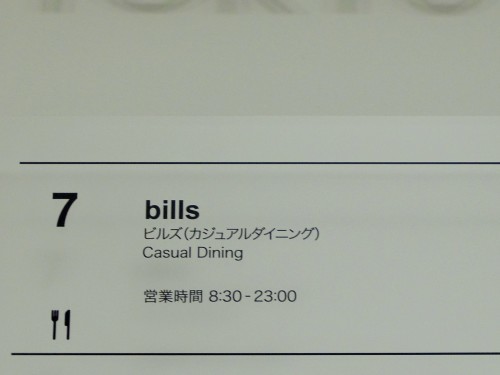 7
bills
ビルズ(カジュアルダイニング)
Casual Dining
営業時間 8:30-23:00